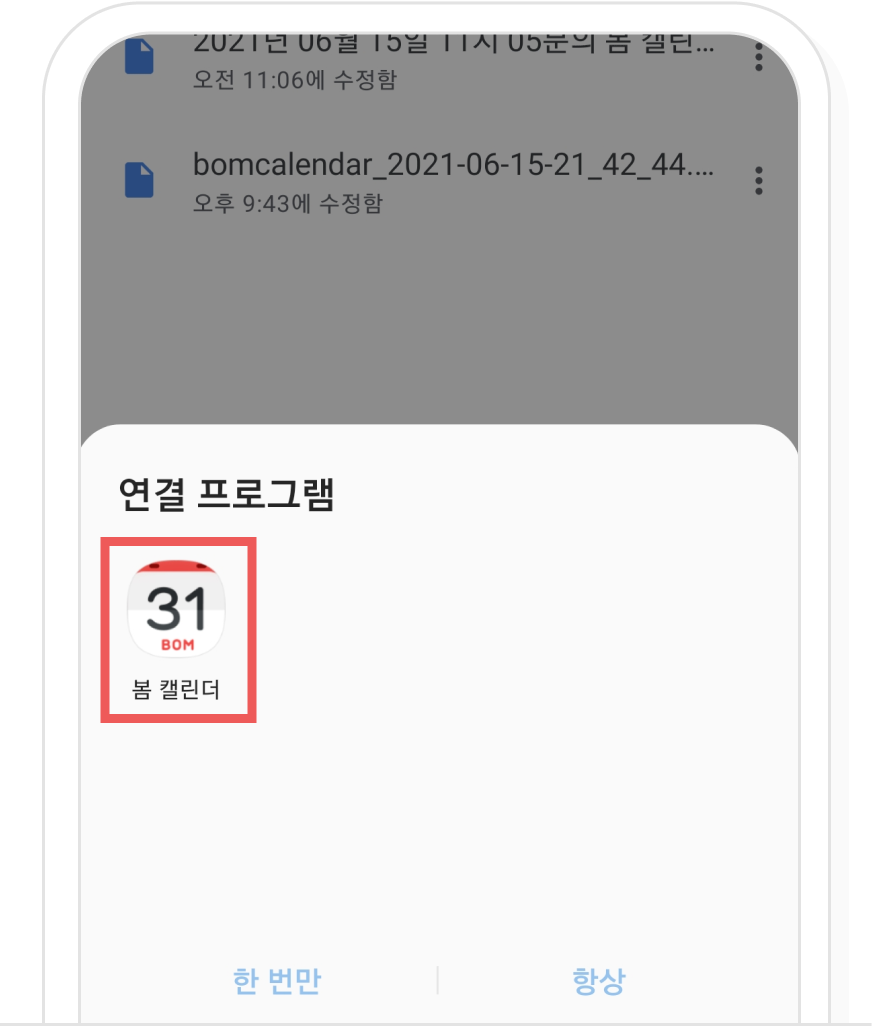 2021년 06월 15일 11시 05분의 봄 캘린...
오전 11:06에 수정함
bomcalendar_2021-06-15-21_42_44....
오후 9:43에 수정함
연결 프로그램
31
BOM
봄 캘린더
한 번만
항상